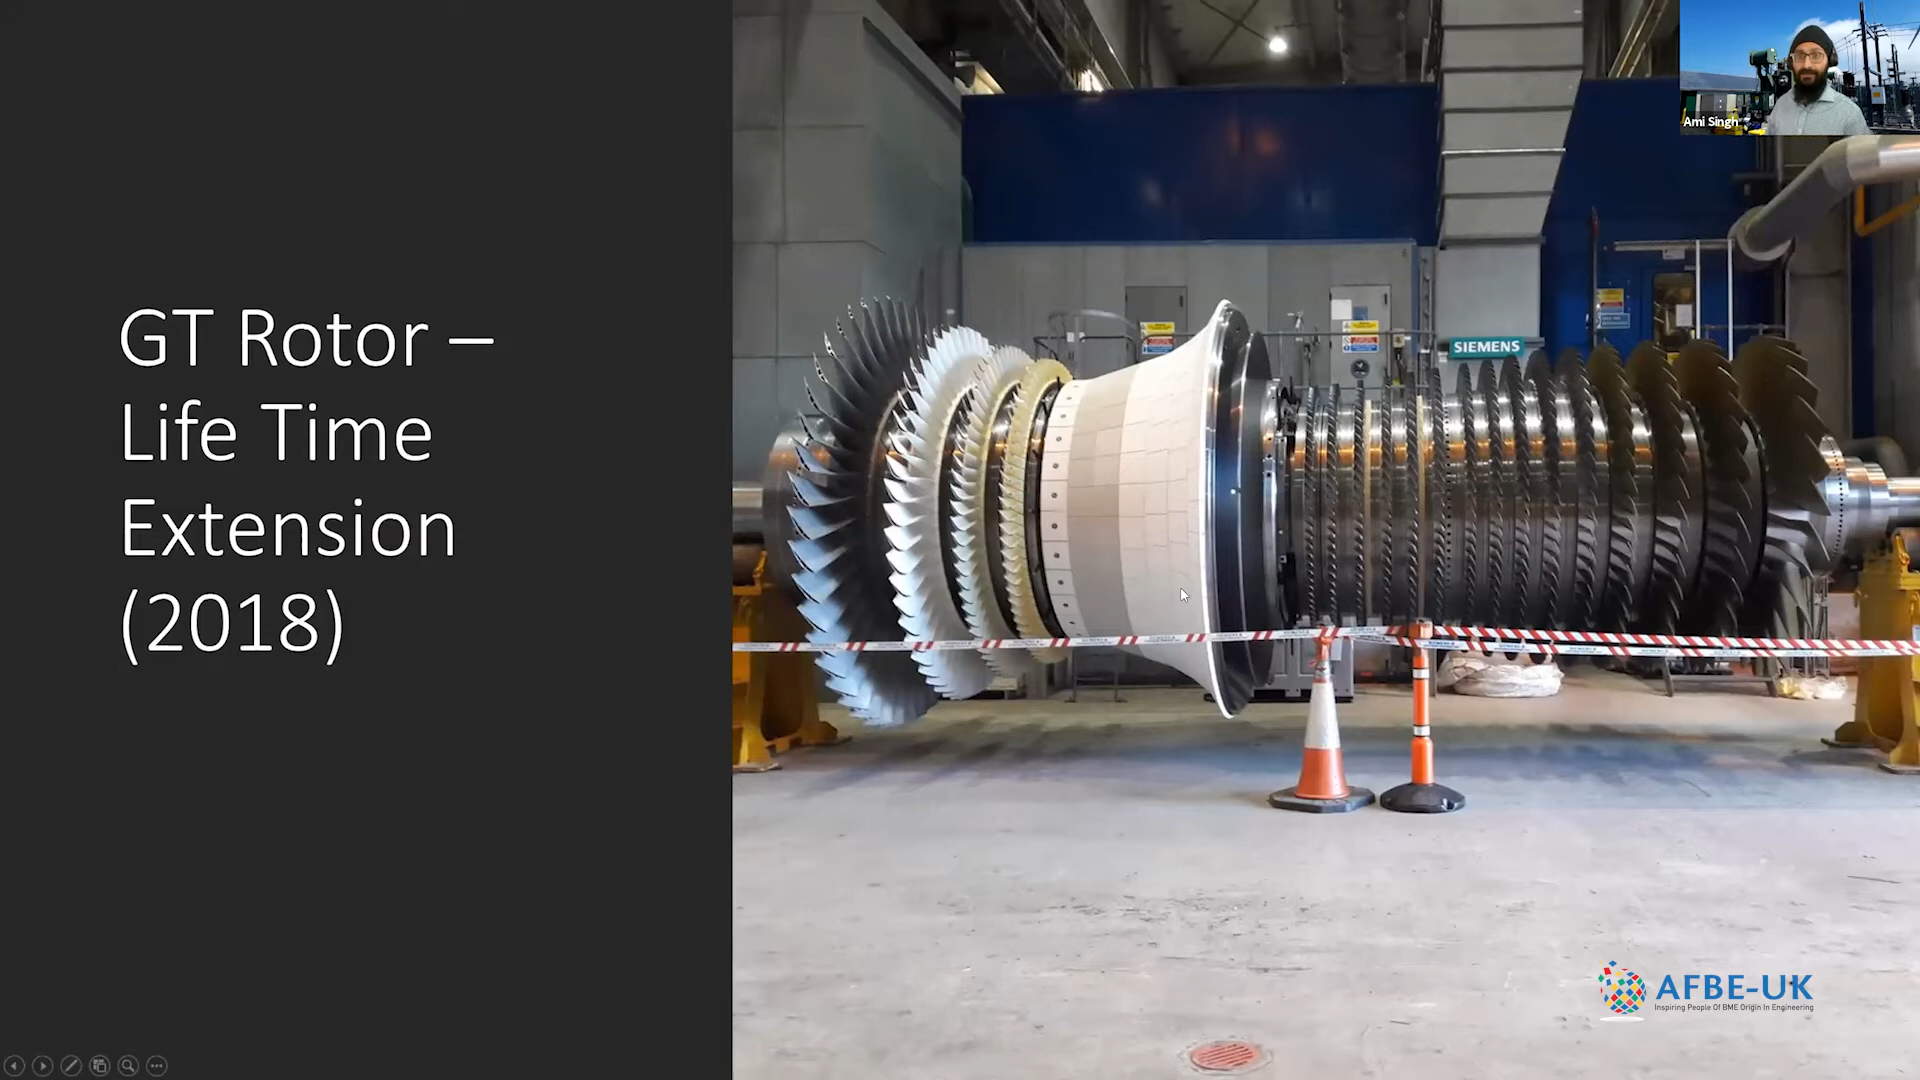 GT Rotor –
Life Time
Extension
(2018)
Ami Singh
SIEMENS
AFBE-UK
Inspiring People Of BME Origin In Engineering